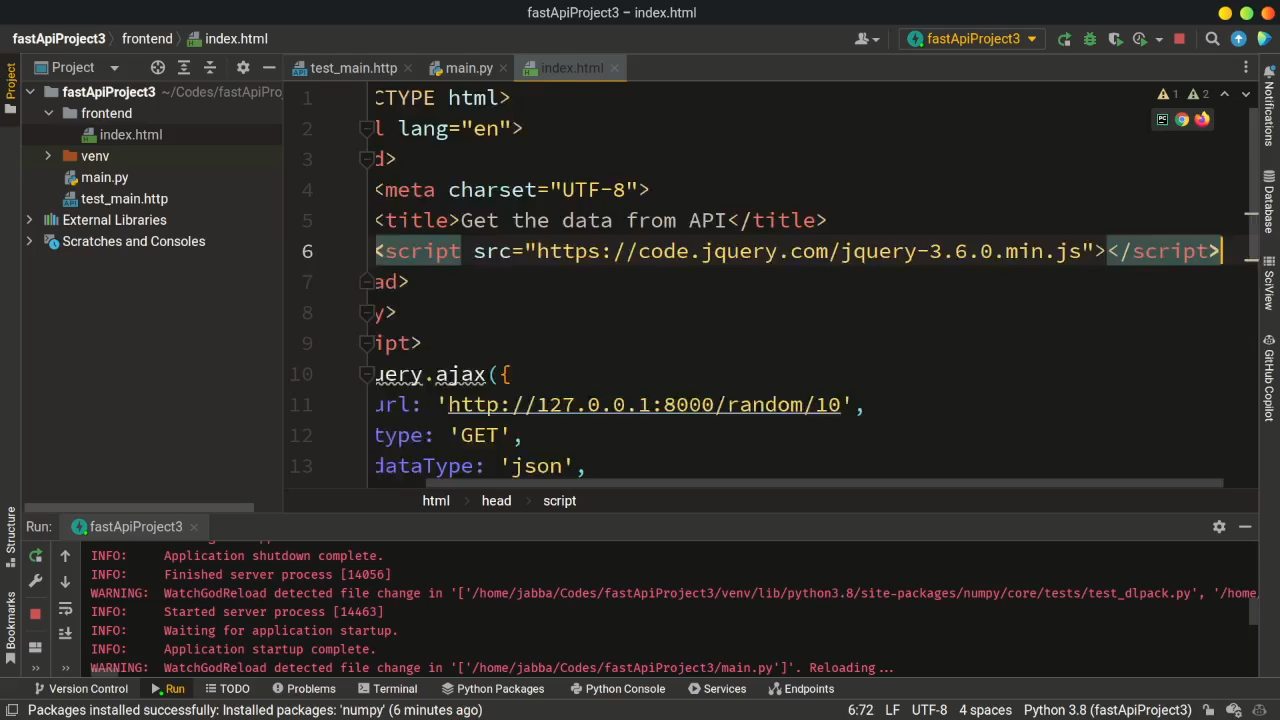 fastApiProject3 – index.html
fastApiProject3 frontend index.html fastApiProject3
Project test_main.http main.py index.html
fastApiProject3 ~/Codes/fastApiProj
frontend
index.html
venv
main.py
test_main.http
External Libraries
Scratches and Consoles
Project
Structure
Bookmarks
1 CTYPE html>
2 l lang="en">
3 d>
4 <meta charset="UTF-8">
5 <title>Get the data from API</title>
6 <script src="https://code.jquery.com/jquery-3.6.0.min.js"></script>
7 ad>
8 y>
9 ipt>
10 uery.ajax({
11 url: 'http://127.0.0.1:8000/random/10',
12 type: 'GET',
13 dataType: 'json',
1 2
Notifications
Database
SciView
GitHub Copilot
html head script
Run: fastApiProject3
INFO: Application shutdown complete.
INFO: Finished server process [14056]
WARNING: WatchGodReload detected file change in '['/home/jabba/Codes/fastApiProject3/venv/lib/python3.8/site-packages/numpy/core/tests/test_dlpack.py', '/home
INFO: Started server process [14463]
INFO: Waiting for application startup.
INFO: Application startup complete.
WARNING: WatchGodReload detected file change in '['/home/jabba/Codes/fastApiProject3/main.py']'. Reloading...
Version Control Run TODO Problems Terminal Python Packages Python Console Services Endpoints
Packages installed successfully: Installed packages: 'numpy' (6 minutes ago) 6:72 LF UTF-8 4 spaces Python 3.8 (fastApiProject3)